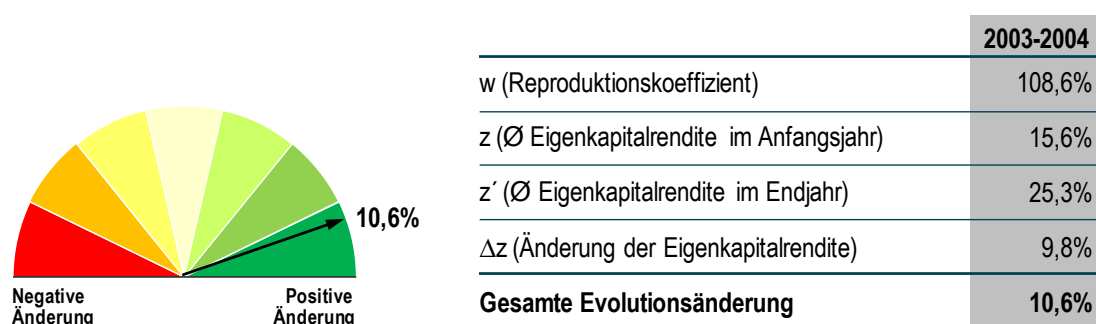 2003-2004
w (Reproduktionskoeffizient) 108,6%
z (Ø Eigenkapitalrendite im Anfangsjahr) 15,6%
z´ (Ø Eigenkapitalrendite im Endjahr) 25,3%
Δz (Änderung der Eigenkapitalrendite) 9,8%
Gesamte Evolutionsänderung 10,6%
10,6%
Negative
Änderung
Positive
Änderung